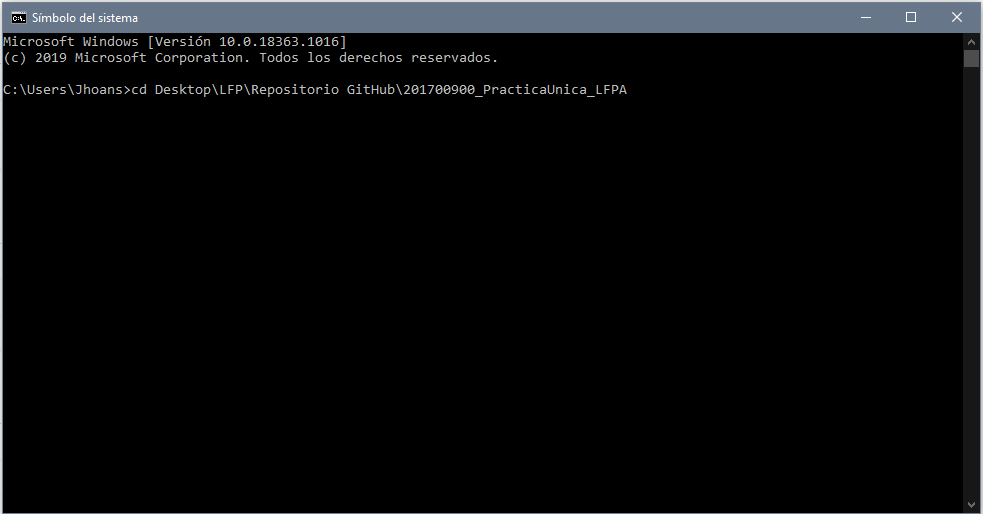 Símbolo del sistema
Microsoft Windows [Versión 10.0.18363.1016]
(c) 2019 Microsoft Corporation. Todos los derechos reservados.
C:\Users\Jhoans>cd Desktop\LFP\Repositorio GitHub\201700900_PracticaUnica_LFPA